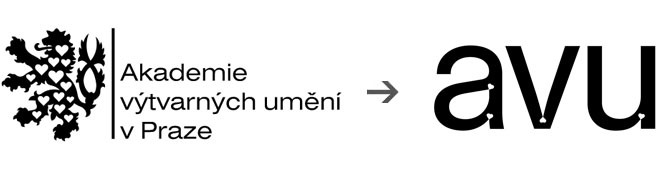 Akademie
výtvarných umění
v Praze
avu